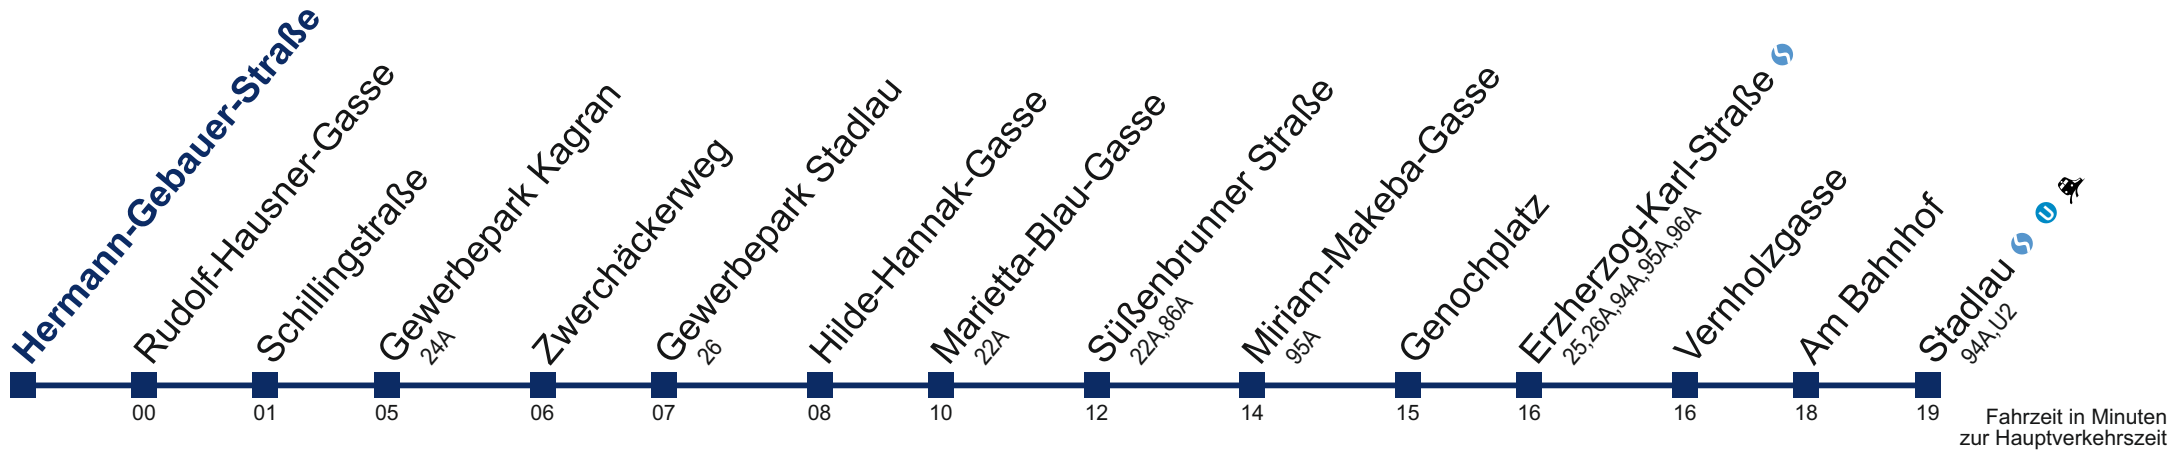 Hermann-Gebauer-Straße
Rudolf-Hausner-Gasse
Schillingstraße
Gewerbepark Kagran
24A
Zwerchäckerweg
Gewerbepark Stadlau
26
Hilde-Hannak-Gasse
Marietta-Blau-Gasse
22A
Süßenbrunner Straße
22A,86A
Miriam-Makeba-Gasse
95A
Genochplatz
Erzherzog-Karl-Straße
25,26A,94A,95A,96A
Vernholzgasse
Am Bahnhof
Stadlau U
94A,U2
00 01 05 06 07 08 10 12 14 15 16 16 18 19
Fahrzeit in Minuten
zur Hauptverkehrszeit